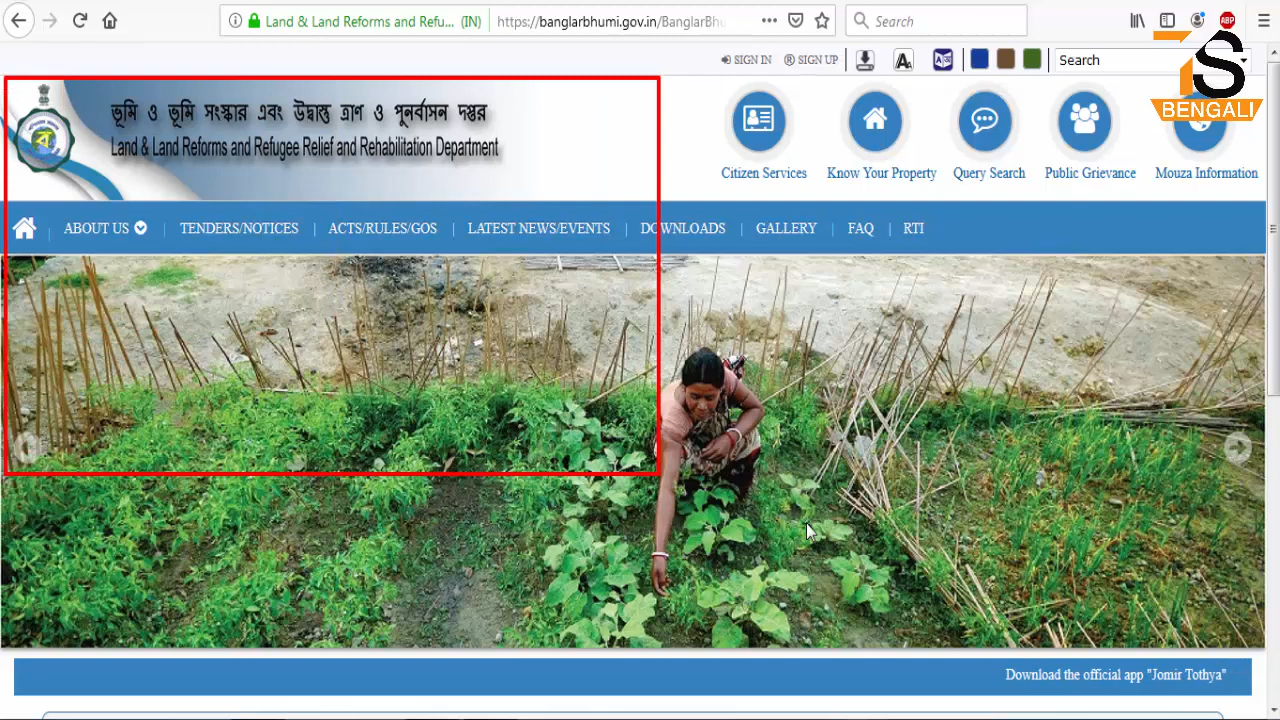 Land & Land Reforms and Refu... (IN)
https://banglarbhumi.gov.in/BanglarBhu
Search
ABP
SIGN IN
SIGN UP
Search
TS
BENGALI
ভূমি ও ভূমি সংস্কার এবং উদ্বাস্তু ত্রাণ ও পূনর্বাসন দপ্তর
Land & Land Reforms and Refugee Relief and Rehabilitation Department
Citizen Services
Know Your Property
Query Search
Public Grievance
Mouza Information
ABOUT US
TENDERS/NOTICES
ACTS/RULES/GOS
LATEST NEWS/EVENTS
DOWNLOADS
GALLERY
FAQ
RTI
Download the official app "Jomir Tothya"